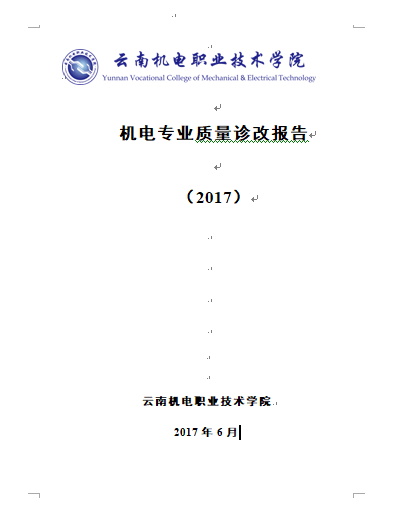 云南机电职业技术学院
Yunnan Vocational College of Mechanical & Electrical Technology
机电专业质量诊改报告
（2017）
云南机电职业技术学院
2017 年 6 月